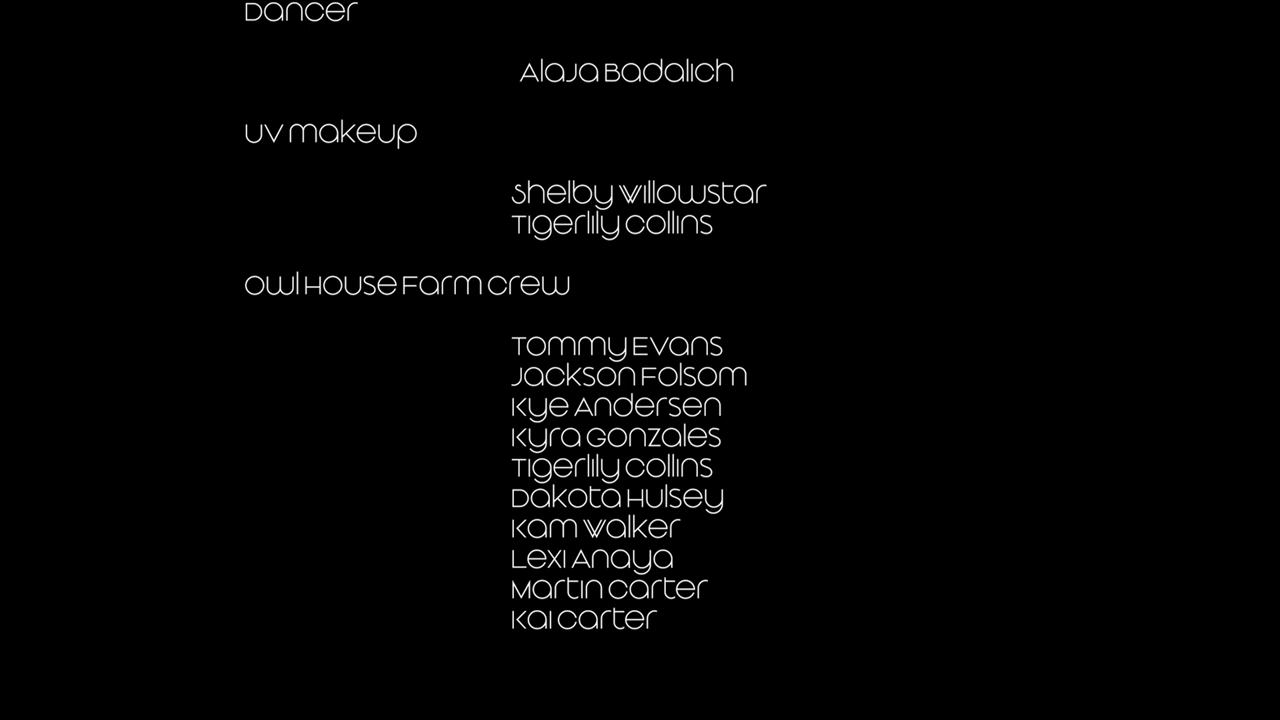 Dancer
Alaja Badalich
UV Makeup
Shelby Willowstar
Tigerlily Collins
Owl House Farm Crew
Tommy Evans
Jackson Folsom
Kye Andersen
Kyra Gonzales
Tigerlily Collins
Dakota Hulsey
Kam Walker
Lexi Anaya
Martin Carter
Kai Carter